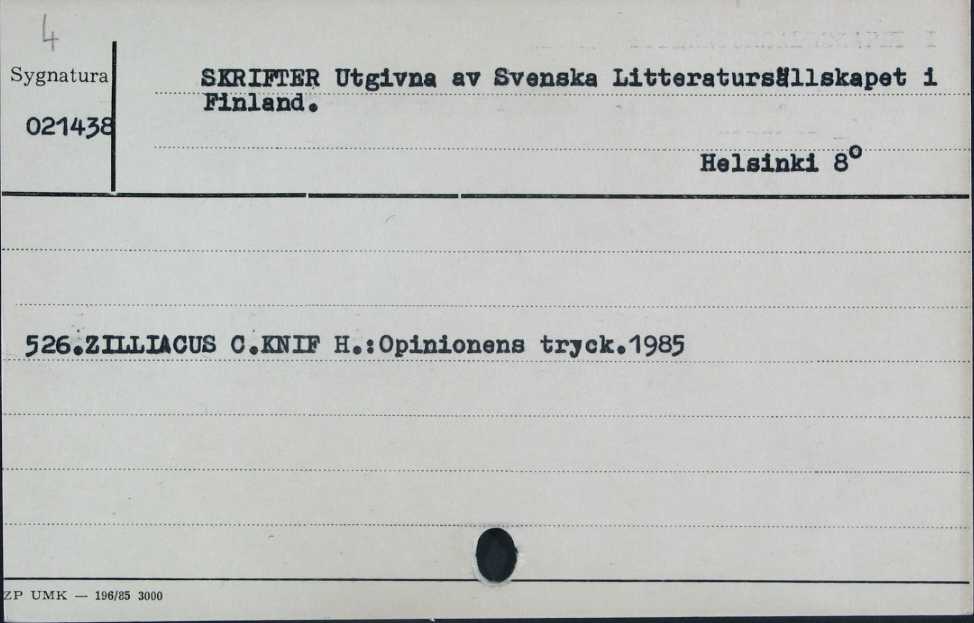 4
Sygnatura
021438
SKRIFTER Utgivna av Svenska Litteratursällskapet i
Finland.
Helsinki 8°
526.ZILLIACUS C.KNIF H.:Opinionens tryck.1985
ZP UMK — 196/85 3000